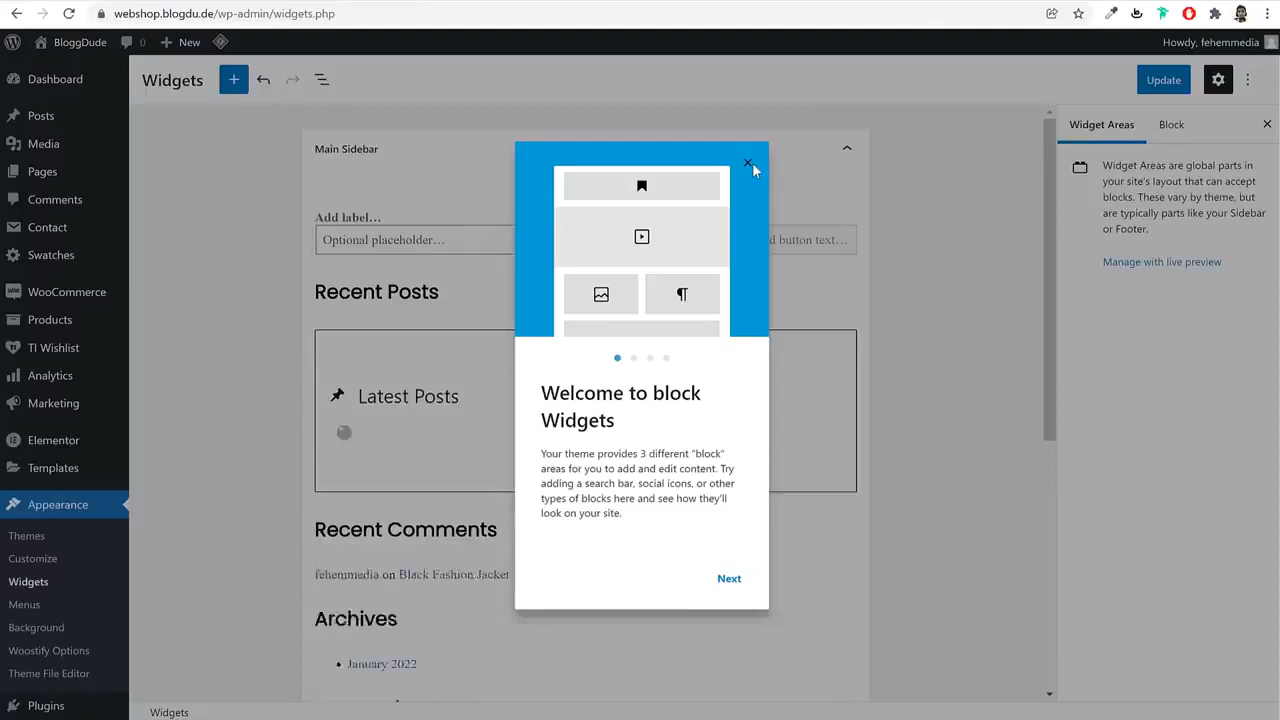 webshop.blogdu.de/wp-admin/widgets.php
BloggDude
0
New
Howdy, fehemmedia
Dashboard
Posts
Media
Pages
Comments
Contact
Swatches
WooCommerce
Products
TI Wishlist
Analytics
Marketing
Elementor
Templates
Appearance
Themes
Customize
Widgets
Menus
Background
Woostify Options
Theme File Editor
Plugins
Widgets
Update
Main Sidebar
Add label...
Optional placeholder...
d button text...
Recent Posts
Latest Posts
Recent Comments
fehemmedia on Black Fashion Jacket
Archives
January 2022
Welcome to block
Widgets
Your theme provides 3 different “block”
areas for you to add and edit content. Try
adding a search bar, social icons, or other
types of blocks here and see how they’ll
look on your site.
Next
Widget Areas
Block
Widget Areas are global parts in
your site’s layout that can accept
blocks. These vary by theme, but
are typically parts like your Sidebar
or Footer.
Manage with live preview
Widgets